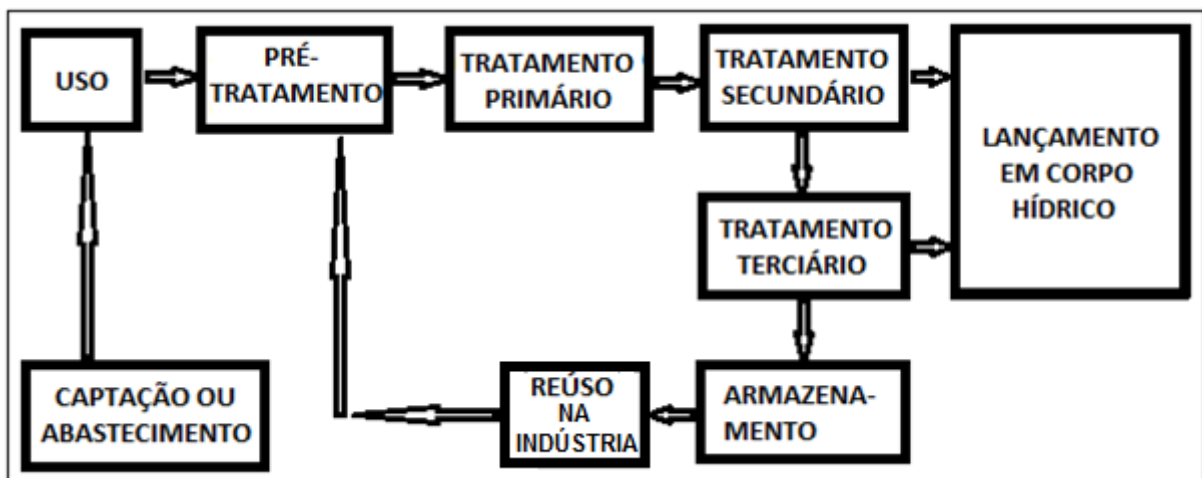 USO
PRÉ-
TRATAMENTO
TRATAMENTO
PRIMÁRIO
TRATAMENTO
SECUNDÁRIO
LANÇAMENTO
EM CORPO
HÍDRICO
TRATAMENTO
TERCIÁRIO
CAPTAÇÃO OU
ABASTECIMENTO
REÚSO
NA
INDÚSTRIA
ARMAZENA-
MENTO